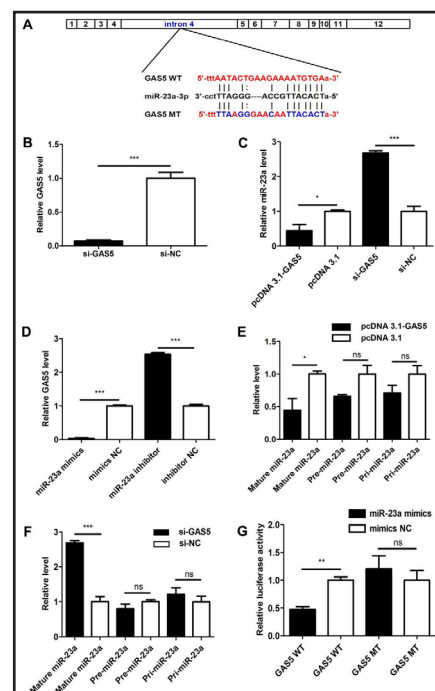 A
1 2 3 4 intron 4 5 6 7 8 9 10 11 12
GAS5 WT 5'-tttAATACTGAAGAAAATGTGAa-3'
miR-23a-3p 3'-cctTTAGGG----ACCGTTACACTa-5'
GAS5 MT 5'-tttTTAAGGGAACAATTACACTa-3'
B
Relative GAS5 level
1.5
1.0
0.5
0.0
***
si-GAS5 si-NC
C
Relative miR-23a level
3
2
1
0
*
***
pcDNA 3.1-GAS5 pcDNA 3.1 si-GAS5 si-NC
D
Relative GAS5 level
3
2
1
0
***
***
miR-23a mimics mimics NC miR-23a inhibitor inhibitor NC
E
pcDNA 3.1-GAS5
pcDNA 3.1
Relative level
1.5
1.0
0.5
0.0
*
ns
ns
Mature miR-23a Mature miR-23a Pre-miR-23a Pre-miR-23a Pri-miR-23a Pri-miR-23a
F
si-GAS5
si-NC
Relative level
3
2
1
0
***
ns
ns
Mature miR-23a Mature miR-23a Pre-miR-23a Pre-miR-23a Pri-miR-23a Pri-miR-23a
G
miR-23a mimics
mimics NC
Relative luciferase activity
2.0
1.5
1.0
0.5
0.0
**
ns
GAS5 WT GAS5 WT GAS5 MT GAS5 MT